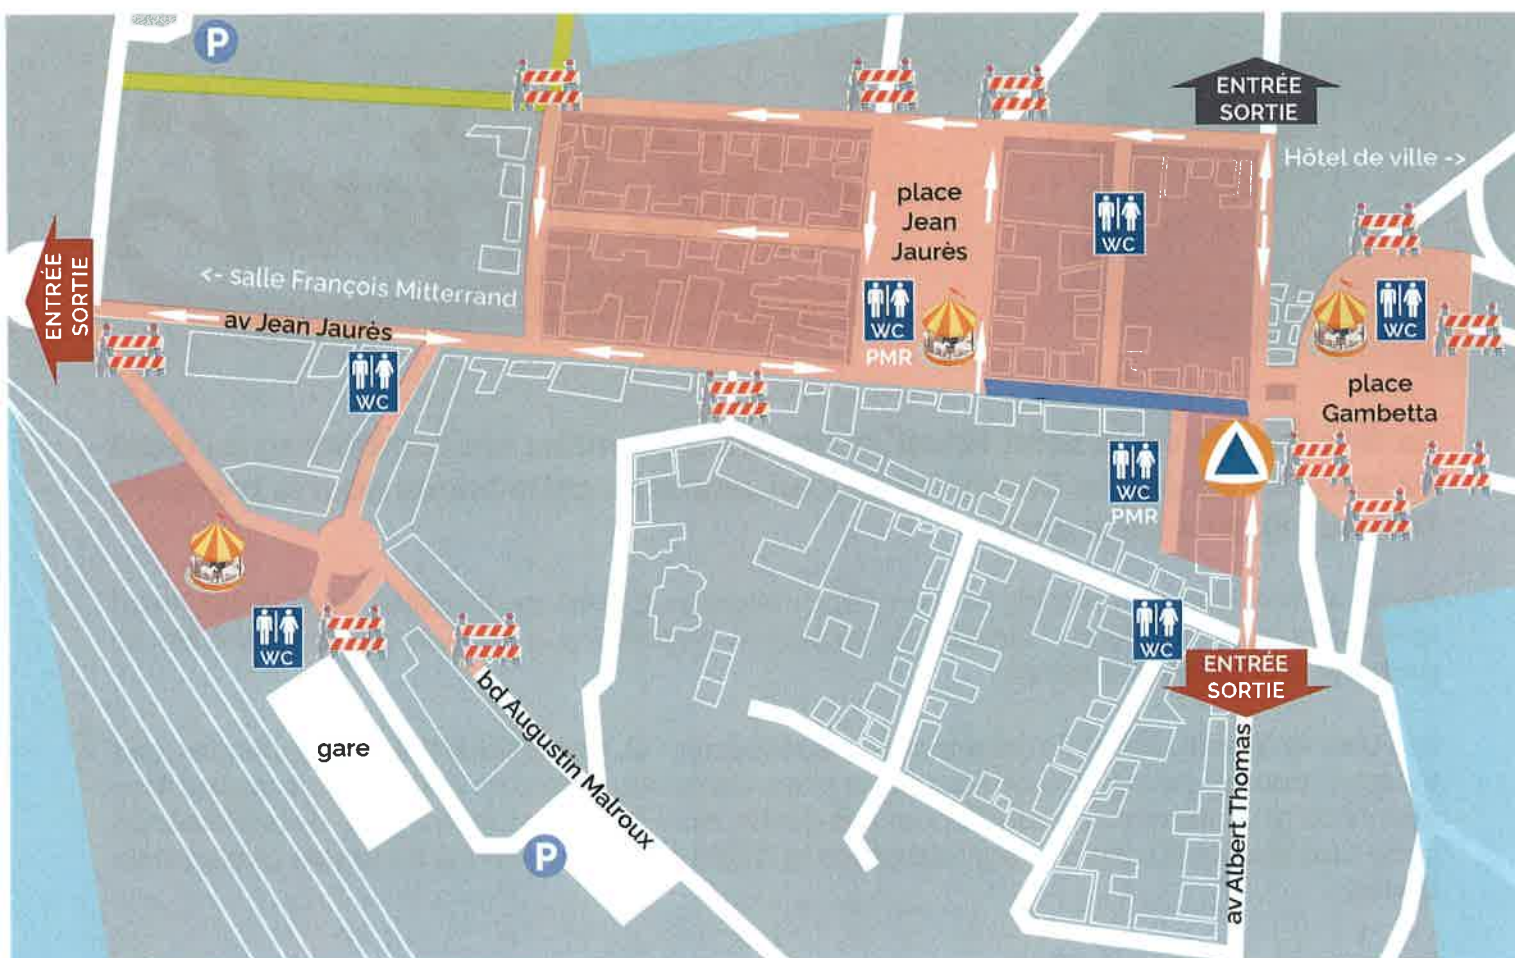 P
ENTRÉE
SORTIE
Hôtel de ville ->
place
Jean
Jaurès
WC
<- salle François Mitterrand
ENTRÉE
SORTIE
av Jean Jaurès
WC
PMR
WC
place
Gambetta
WC
WC
PMR
WC
WC
ENTRÉE
SORTIE
gare
bd Augustin Malroux
P
av Albert Thomas